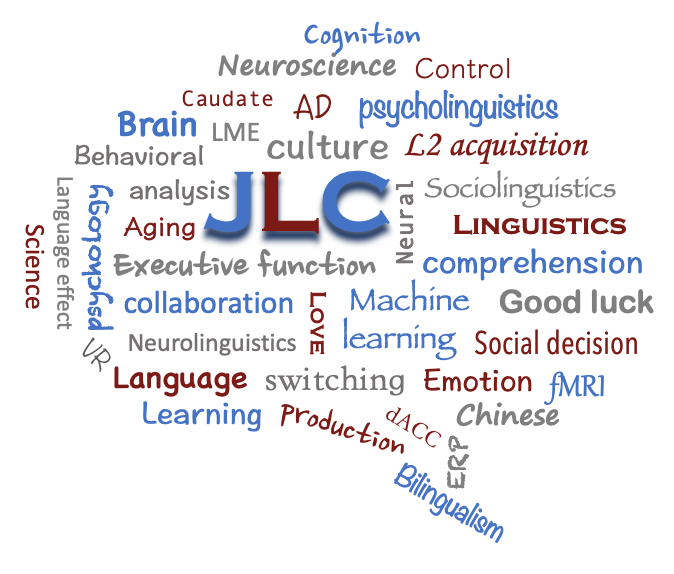 Cognition
Neuroscience Control
Caudate AD psycholinguistics
Brain LME culture L2 acquisition
Behavioral
analysis JLC Neural Sociolinguistics
Science Language effect psychology Aging LINGUISTICS
Executive function comprehension
collaboration LOVE Machine Good luck
VR Neurolinguistics learning Social decision
Language switching Emotion fMRI
Learning Production dACC Chinese
ERP
Bilingualism